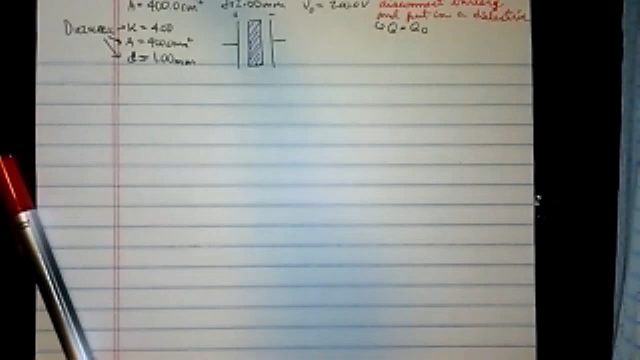 A = 400.0 cm² d = 2.00 mm V₀ = 200.0V disconnect battery
and put in a dielectric
Dielectric K = 4.00 + - ↳ Q = Q₀
A = 400 cm²
d = 1.00 mm